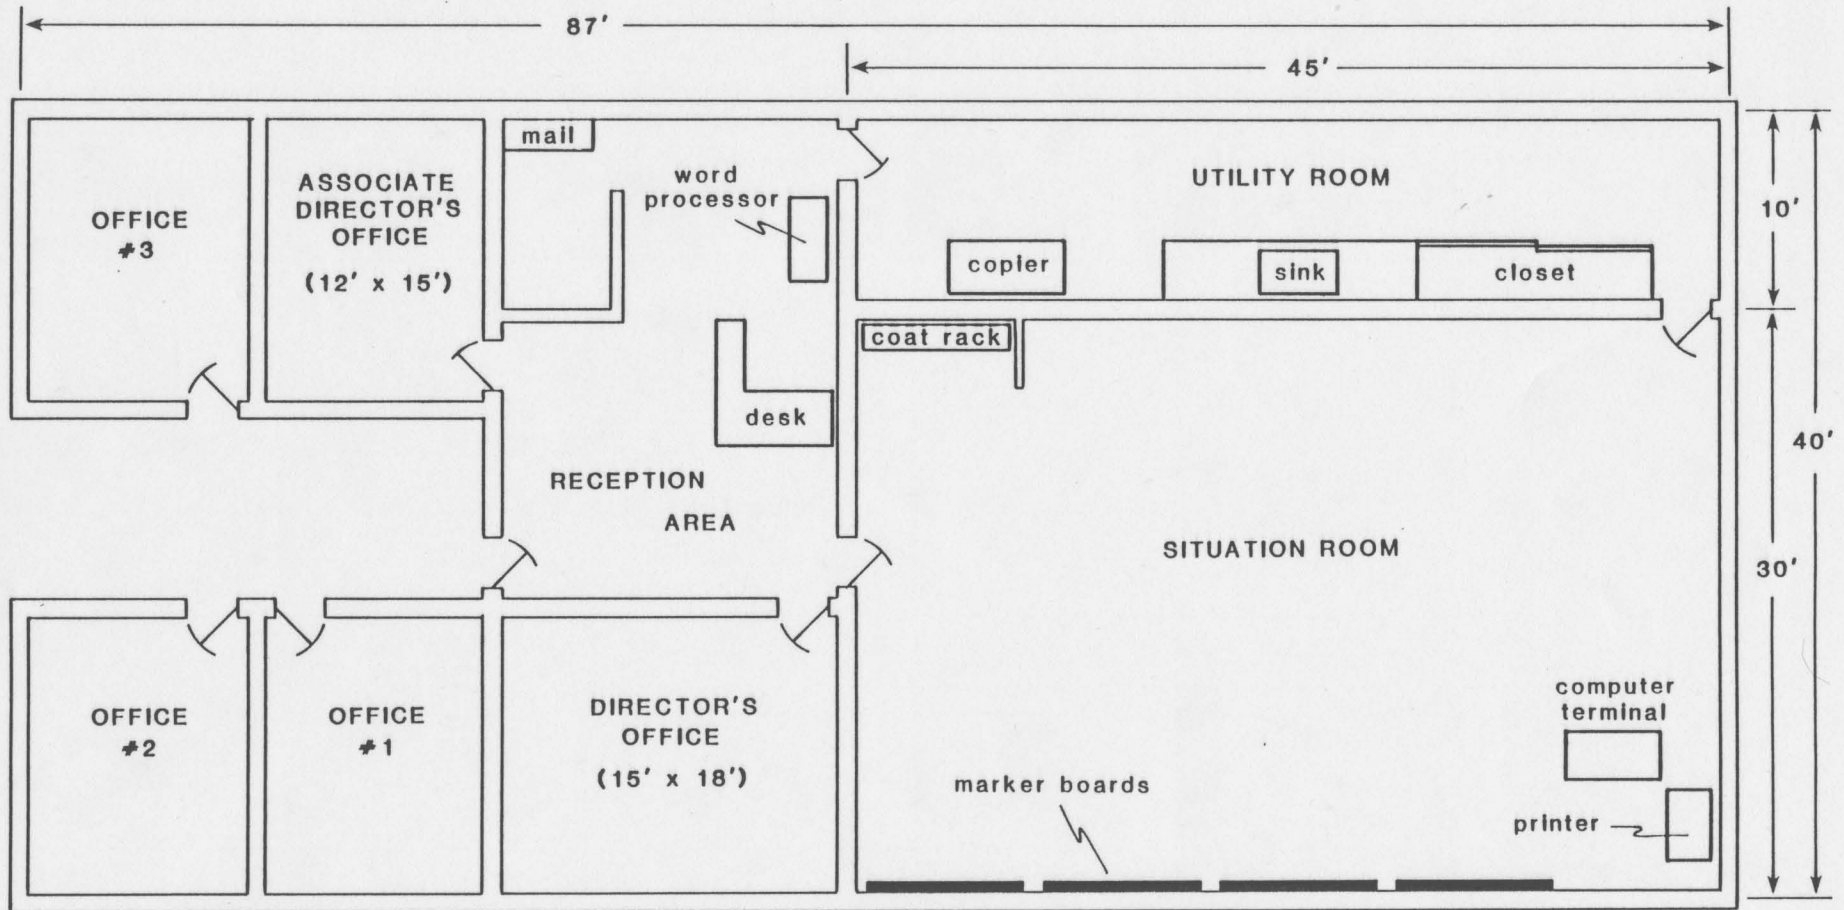 87'
45'
mail
word
processor
UTILITY ROOM
ASSOCIATE
DIRECTOR'S
OFFICE
(12' x 15')
OFFICE
#3
10'
copier
sink
closet
coat rack
desk
40'
RECEPTION
AREA
SITUATION ROOM
30'
OFFICE
#2
OFFICE
#1
DIRECTOR'S
OFFICE
(15' x 18')
computer
terminal
marker boards
printer